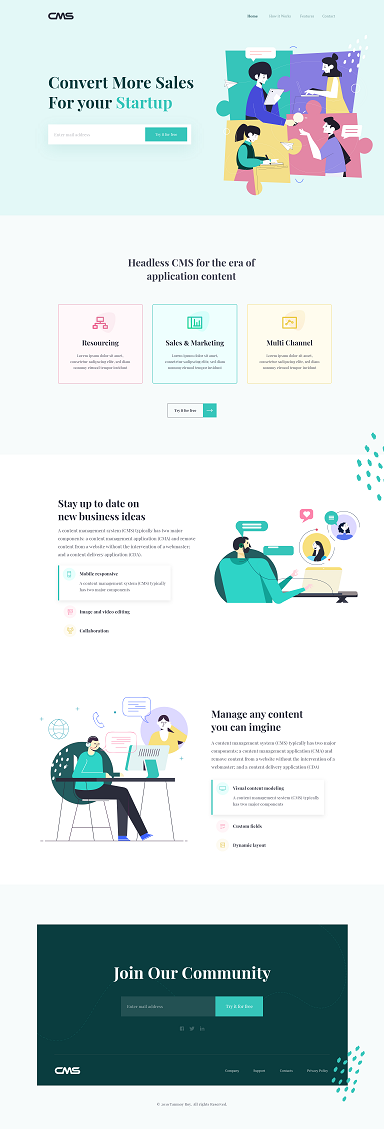 CMS
Home How it Works Features Contact
Convert More Sales
For your Startup
Enter mail address Try it for free
Headless CMS for the era of
application content
Resourcing Sales & Marketing Multi Channel
Lorem ipsum dolor sit amet, Lorem ipsum dolor sit amet, Lorem ipsum dolor sit amet,
consetetur sadipscing elitr, sed diam consetetur sadipscing elitr, sed diam consetetur sadipscing elitr, sed diam
nonumy eirmod tempor invidunt nonumy eirmod tempor invidunt nonumy eirmod tempor invidunt
Try it for free
Stay up to date on
new business ideas
A content management system (CMS) typically has two major
components: a content management application (CMA) and remove
content from a website without the intervention of a webmaster;
and a content delivery application (CDA).
Mobile responsive
A content management system (CMS) typically
has two major components
Image and video editing
Collaboration
Manage any content
you can imgine
A content management system (CMS) typically has two major
components: a content management application (CMA) and
remove content from a website without the intervention of a
webmaster; and a content delivery application (CDA)
Visual content modeling
A content management system (CMS) typically
has two major components
Custom fields
Dynamic layout
Join Our Community
Enter mail address Try it for free
CMS
Company Support Contacts Privacy Policy
All rights Reserved.